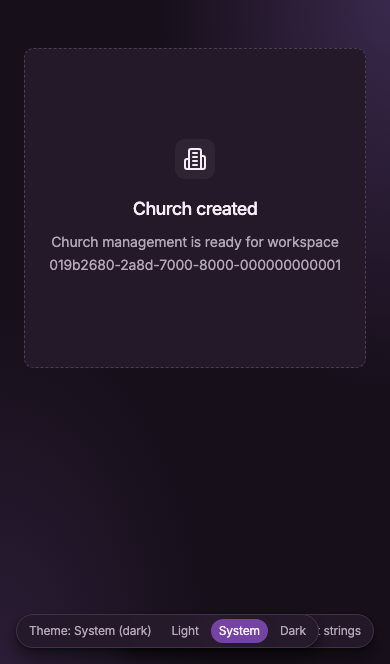 Church created
Church management is ready for workspace
019b2680-2a8d-7000-8000-000000000001
Theme: System (dark) Light System Dark strings